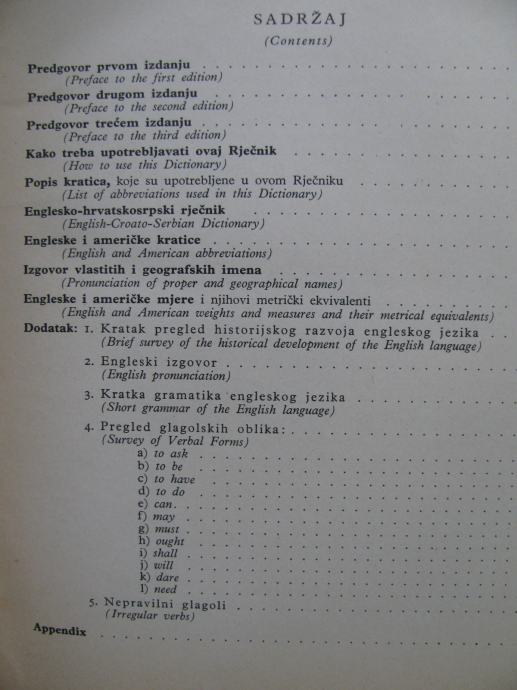 SADRŽAJ
(Contents)
Predgovor prvom izdanju
(Preface to the first edition)
Predgovor drugom izdanju
(Preface to the second edition)
Predgovor trećem izdanju
(Preface to the third edition)
Kako treba upotrebljavati ovaj Rječnik
(How to use this Dictionary)
Popis kratica, koje su upotrebljene u ovom Rječniku
(List of abbreviations used in this Dictionary)
Englesko-hrvatskosrpski rječnik
(English-Croato-Serbian Dictionary)
Engleske i američke kratice
(English and American abbreviations)
Izgovor vlastitih i geografskih imena
(Pronunciation of proper and geographical names)
Engleske i američke mjere i njihovi metrički ekvivalenti
(English and American weights and measures and their metrical equivalents)
Dodatak: 1. Kratak pregled historijskog razvoja engleskog jezika
(Brief survey of the historical development of the English language)
2. Engleski izgovor
(English pronunciation)
3. Kratka gramatika engleskog jezika
(Short grammar of the English language)
4. Pregled glagolskih oblika:
(Survey of Verbal Forms)
a) to ask
b) to be
c) to have
d) to do
e) can
f) may
g) must
h) ought
i) shall
j) will
k) dare
l) need
5. Nepravilni glagoli
(Irregular verbs)
Appendix